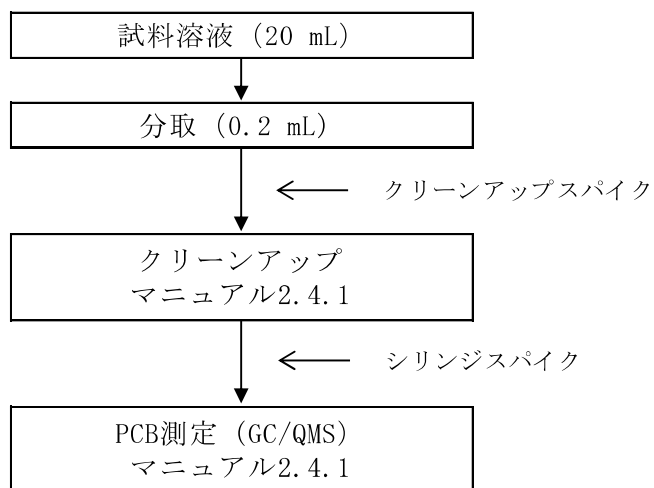 試料溶液 (20 mL)
分取 (0.2 mL)
クリーンアップスパイク
クリーンアップ
マニュアル2.4.1
シリンジスパイク
PCB測定 (GC/QMS)
マニュアル2.4.1